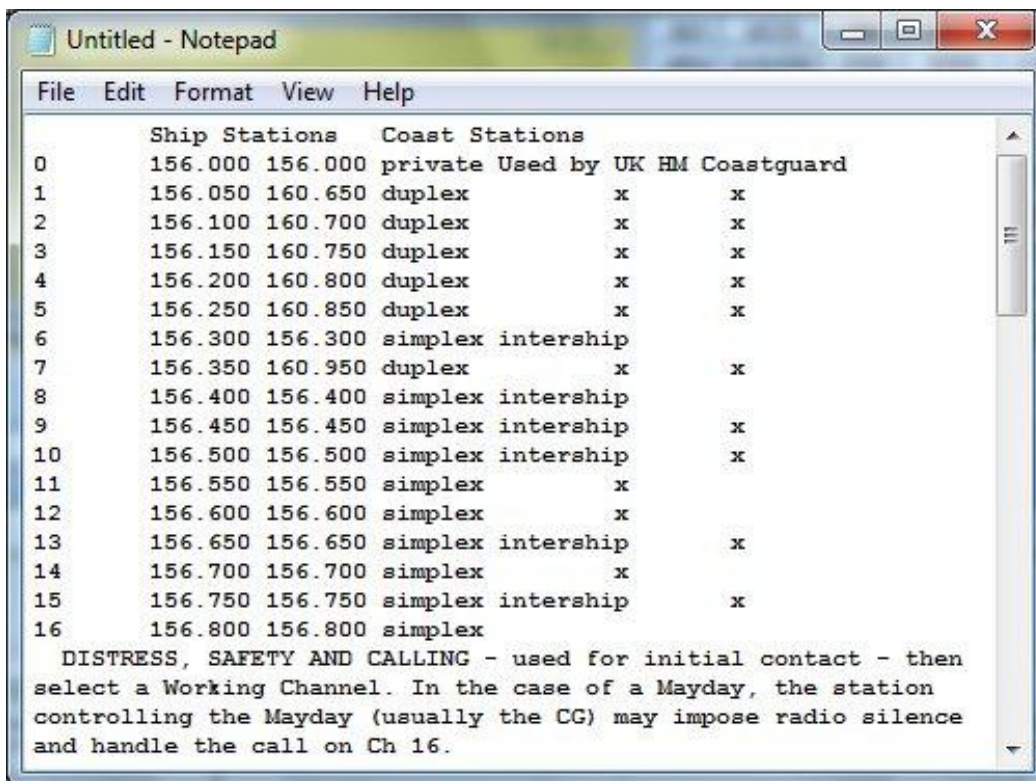 Untitled - Notepad
File Edit Format View Help
Ship Stations Coast Stations
0 156.000 156.000 private Used by UK HM Coastguard
1 156.050 160.650 duplex x x
2 156.100 160.700 duplex x x
3 156.150 160.750 duplex x x
4 156.200 160.800 duplex x x
5 156.250 160.850 duplex x x
6 156.300 156.300 simplex intership
7 156.350 160.950 duplex x x
8 156.400 156.400 simplex intership
9 156.450 156.450 simplex intership x
10 156.500 156.500 simplex intership x
11 156.550 156.550 simplex x
12 156.600 156.600 simplex x
13 156.650 156.650 simplex intership x
14 156.700 156.700 simplex x
15 156.750 156.750 simplex intership x
16 156.800 156.800 simplex
DISTRESS, SAFETY AND CALLING - used for initial contact - then
select a Working Channel. In the case of a Mayday, the station
controlling the Mayday (usually the CG) may impose radio silence
and handle the call on Ch 16.